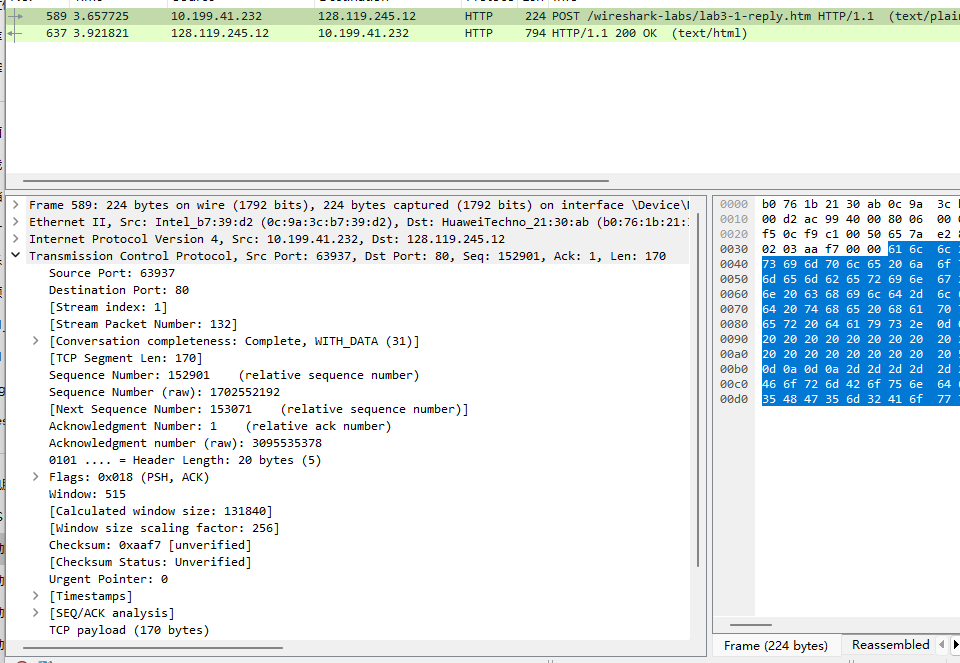 589 3.657725 10.199.41.232 128.119.245.12 HTTP 224 POST /wireshark-labs/lab3-1-reply.htm HTTP/1.1 (text/plai
637 3.921821 128.119.245.12 10.199.41.232 HTTP 794 HTTP/1.1 200 OK (text/html)
Frame 589: 224 bytes on wire (1792 bits), 224 bytes captured (1792 bits) on interface \Device\
Ethernet II, Src: Intel_b7:39:d2 (0c:9a:3c:b7:39:d2), Dst: HuaweiTechno_21:30:ab (b0:76:1b:21:
Internet Protocol Version 4, Src: 10.199.41.232, Dst: 128.119.245.12
Transmission Control Protocol, Src Port: 63937, Dst Port: 80, Seq: 152901, Ack: 1, Len: 170
Source Port: 63937
Destination Port: 80
[Stream index: 1]
[Stream Packet Number: 132]
[Conversation completeness: Complete, WITH_DATA (31)]
[TCP Segment Len: 170]
Sequence Number: 152901 (relative sequence number)
Sequence Number (raw): 1702552192
[Next Sequence Number: 153071 (relative sequence number)]
Acknowledgment Number: 1 (relative ack number)
Acknowledgment number (raw): 3095535378
0101 .... = Header Length: 20 bytes (5)
Flags: 0x018 (PSH, ACK)
Window: 515
[Calculated window size: 131840]
[Window size scaling factor: 256]
Checksum: 0xaaf7 [unverified]
[Checksum Status: Unverified]
Urgent Pointer: 0
[Timestamps]
[SEQ/ACK analysis]
TCP payload (170 bytes)
0000 b0 76 1b 21 30 ab 0c 9a 3c
0010 00 d2 ac 99 40 00 80 06 00
0020 f5 0c f9 c1 00 50 65 7a e2
0030 02 03 aa f7 00 00 61 6c 6c
0040 73 69 6d 70 6c 65 20 6a 6f
0050 6d 65 6d 62 65 72 69 6e 67
0060 6e 20 63 68 69 6c 64 2d 6c
0070 64 20 74 68 65 20 68 61 70
0080 65 72 20 64 61 79 73 2e 0d
0090 20 20 20 20 20 20 20 20 20
00a0 20 20 20 20 20 20 20 20 20
00b0 0d 0a 0d 0a 2d 2d 2d 2d 2d
00c0 46 6f 72 6d 42 6f 75 6e 64
00d0 35 48 47 35 6d 32 41 6f 77
Frame (224 bytes) Reassembled